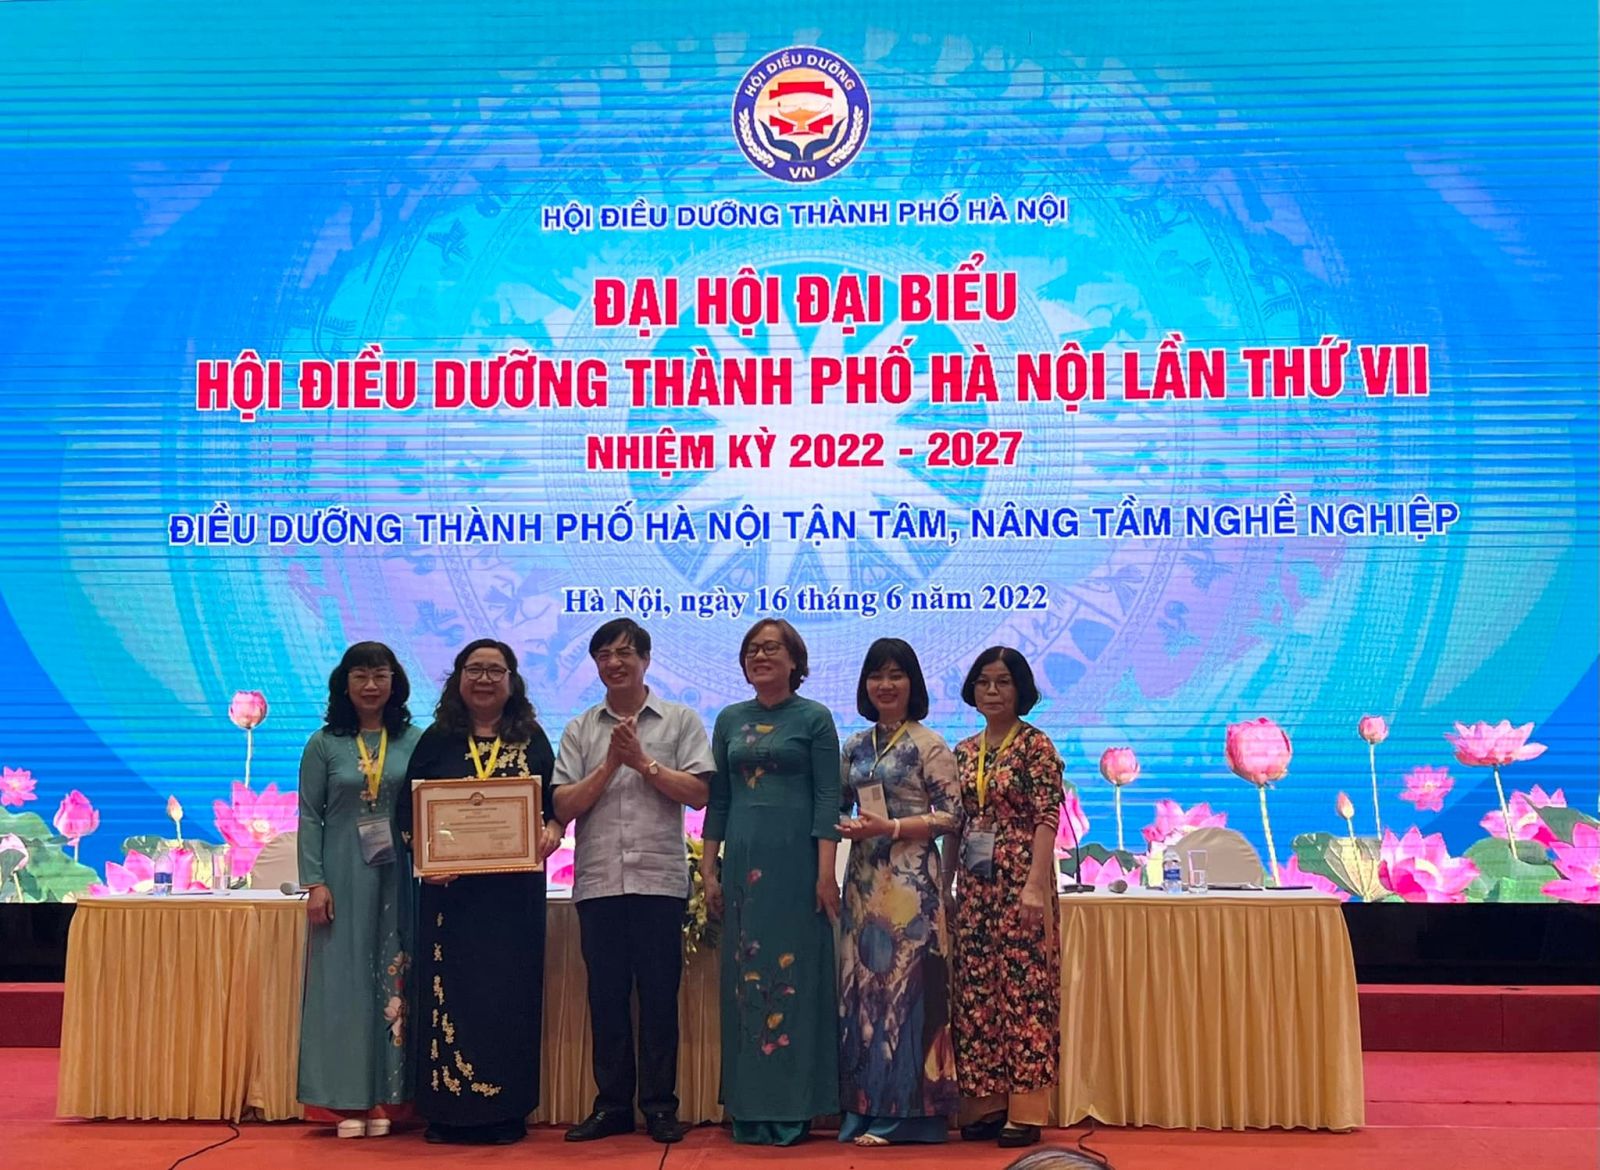 HỘI ĐIỀU DƯỠNG
VN
HỘI ĐIỀU DƯỠNG THÀNH PHỐ HÀ NỘI
ĐẠI HỘI ĐẠI BIỂU
HỘI ĐIỀU DƯỠNG THÀNH PHỐ HÀ NỘI LẦN THỨ VII
NHIỆM KỲ 2022 - 2027
ĐIỀU DƯỠNG THÀNH PHỐ HÀ NỘI TẬN TÂM, NÂNG TẦM NGHỀ NGHIỆP
Hà Nội, ngày 16 tháng 6 năm 2022